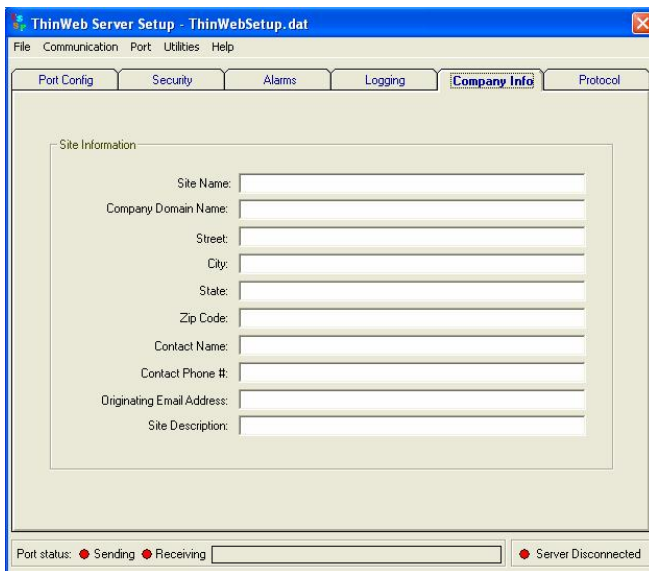 ThinWeb Server Setup - ThinWebSetup.dat
File Communication Port Utilities Help
Port Config Security Alarms Logging Company Info Protocol
Site Information
Site Name:
Company Domain Name:
Street:
City:
State:
Zip Code:
Contact Name:
Contact Phone #:
Originating Email Address:
Site Description:
Port status: Sending Receiving Server Disconnected